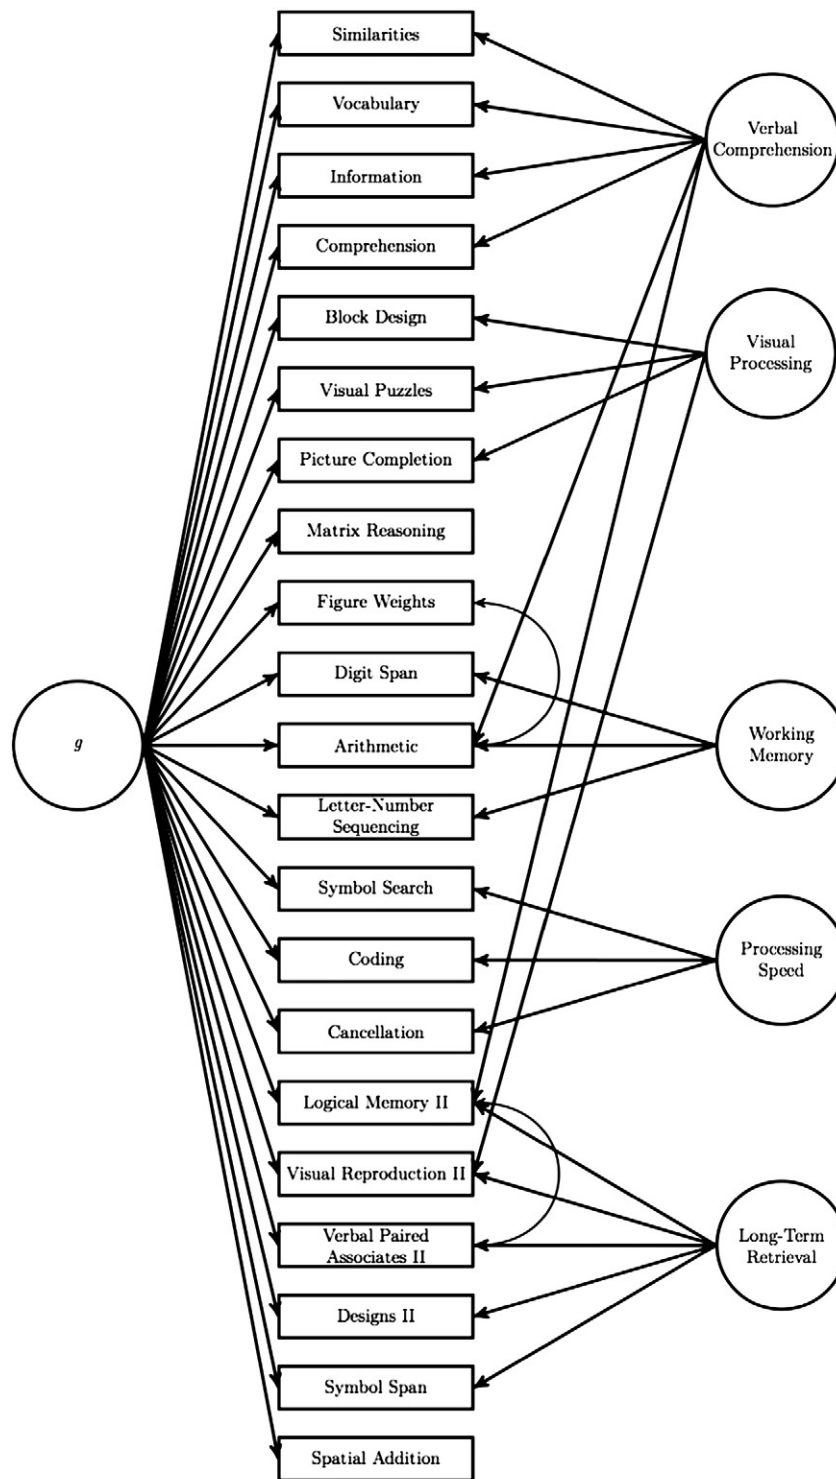 Similarities
Vocabulary
Information
Comprehension
Block Design
Visual Puzzles
Picture Completion
Matrix Reasoning
Figure Weights
Digit Span
Arithmetic
Letter-Number
Sequencing
Symbol Search
Coding
Cancellation
Logical Memory II
Visual Reproduction II
Verbal Paired
Associates II
Designs II
Symbol Span
Spatial Addition
g
Verbal
Comprehension
Visual
Processing
Working
Memory
Processing
Speed
Long-Term
Retrieval